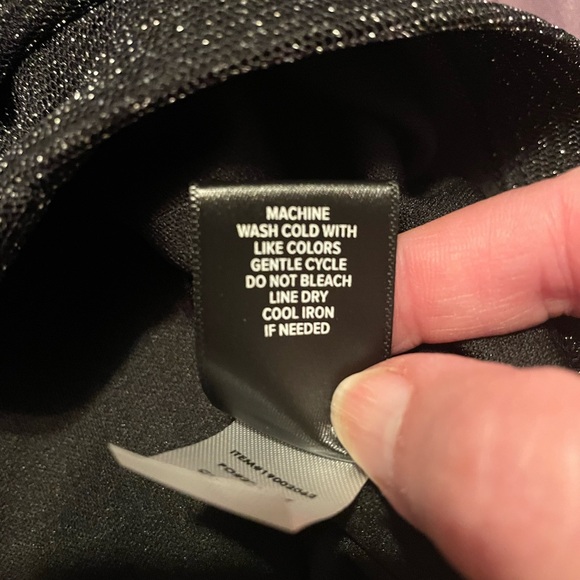 MACHINE
WASH COLD WITH
LIKE COLORS
GENTLE CYCLE
DO NOT BLEACH
LINE DRY
COOL IRON
IF NEEDED